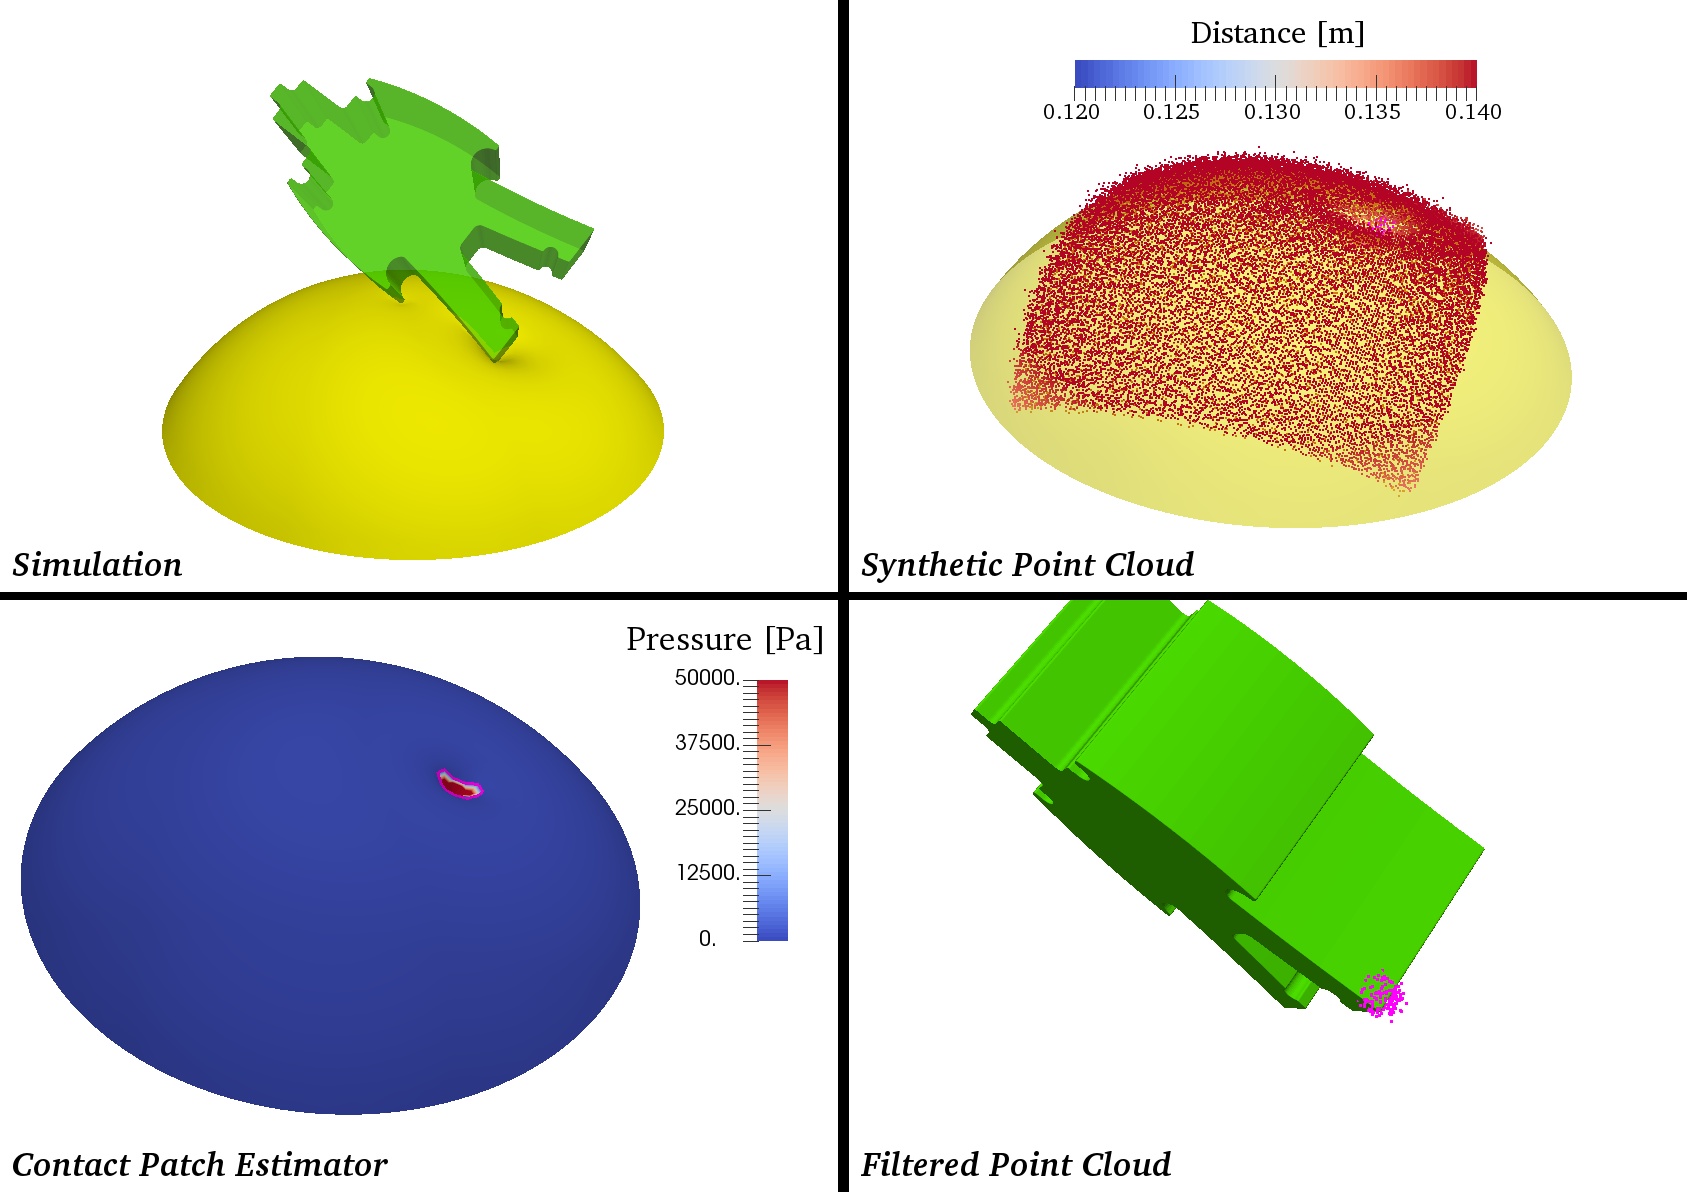 Simulation
Distance [m]
0.120 0.125 0.130 0.135 0.140
Synthetic Point Cloud
Pressure [Pa]
50000.
37500.
25000.
12500.
0.
Contact Patch Estimator
Filtered Point Cloud